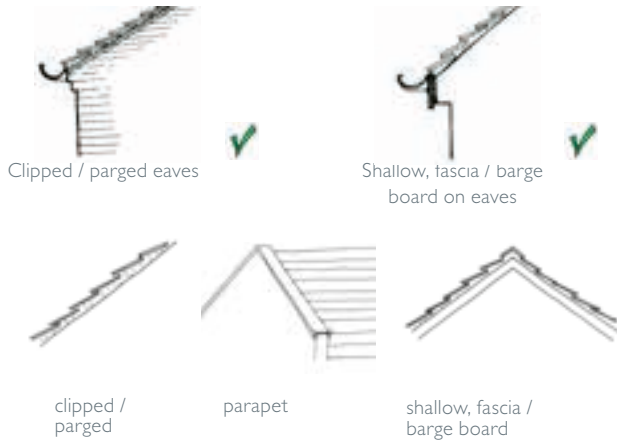 Clipped / parged eaves
Shallow, fascia / barge
board on eaves
clipped /
parged
parapet
shallow, fascia /
barge board